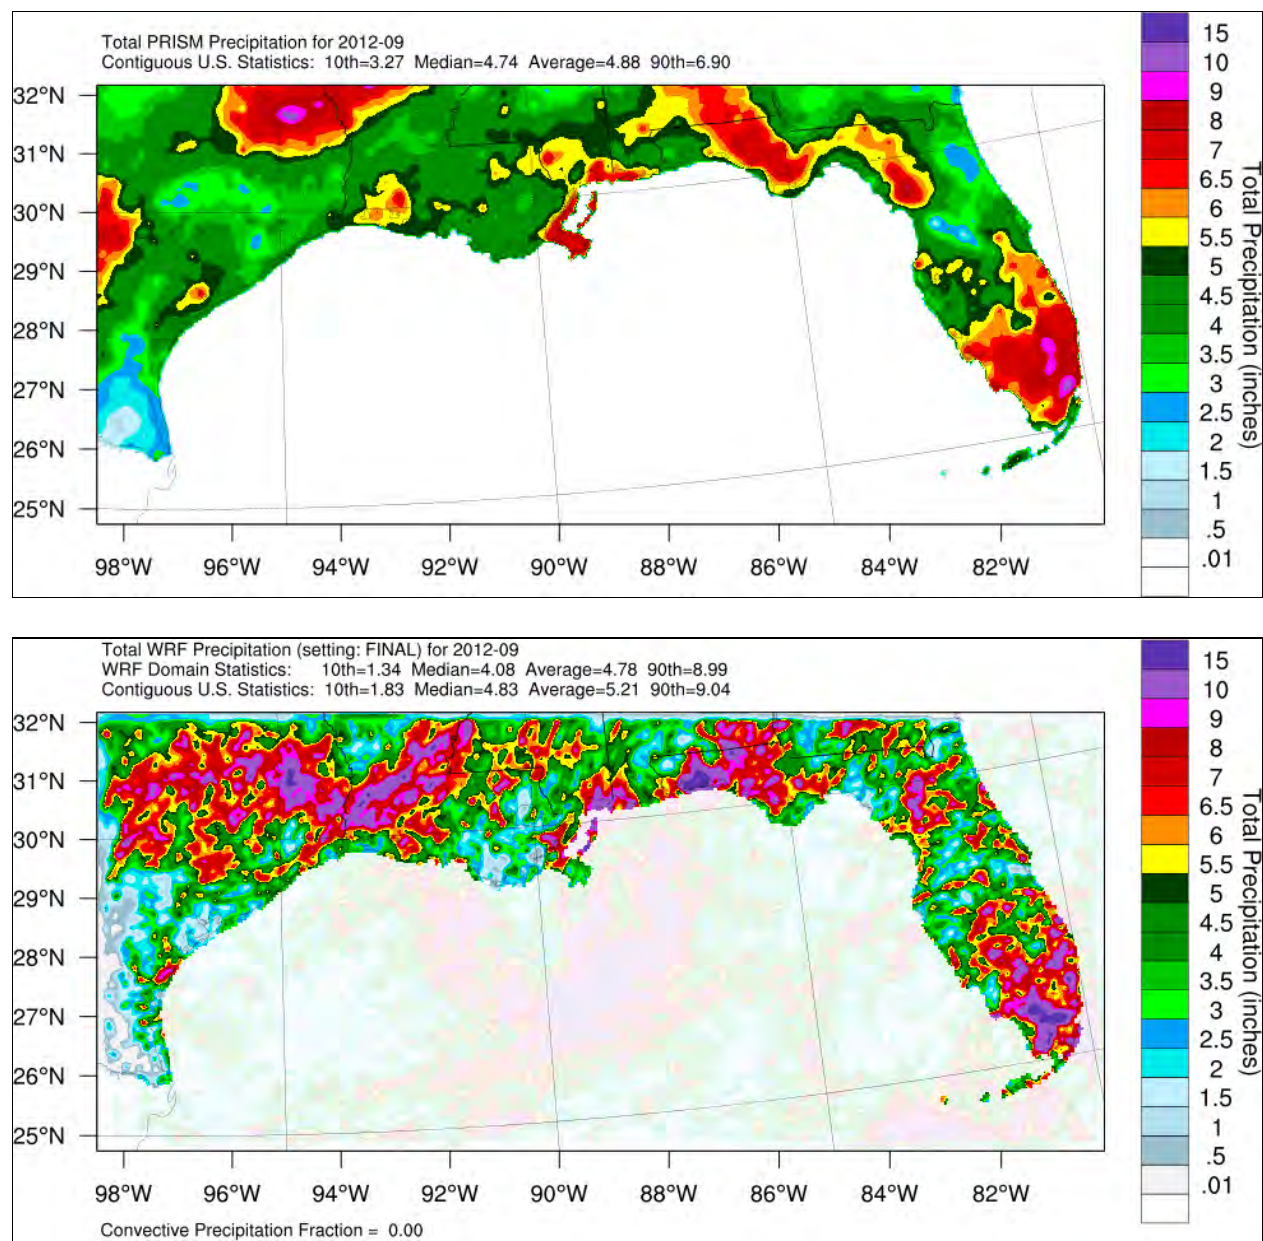 Total PRISM Precipitation for 2012-09
Contiguous U.S. Statistics: 10th=3.27 Median=4.74 Average=4.88 90th=6.90
32°N
31°N
30°N
29°N
28°N
27°N
26°N
25°N
98°W 96°W 94°W 92°W 90°W 88°W 86°W 84°W 82°W
15
10
9
8
7
6.5
6
5.5
5
4.5
4
3.5
3
2.5
2
1.5
1
.5
.01
Total Precipitation (inches)
Total WRF Precipitation (setting: FINAL) for 2012-09
WRF Domain Statistics: 10th=1.34 Median=4.08 Average=4.78 90th=8.99
Contiguous U.S. Statistics: 10th=1.83 Median=4.83 Average=5.21 90th=9.04
32°N
31°N
30°N
29°N
28°N
27°N
26°N
25°N
98°W 96°W 94°W 92°W 90°W 88°W 86°W 84°W 82°W
15
10
9
8
7
6.5
6
5.5
5
4.5
4
3.5
3
2.5
2
1.5
1
.5
.01
Total Precipitation (inches)
Convective Precipitation Fraction = 0.00